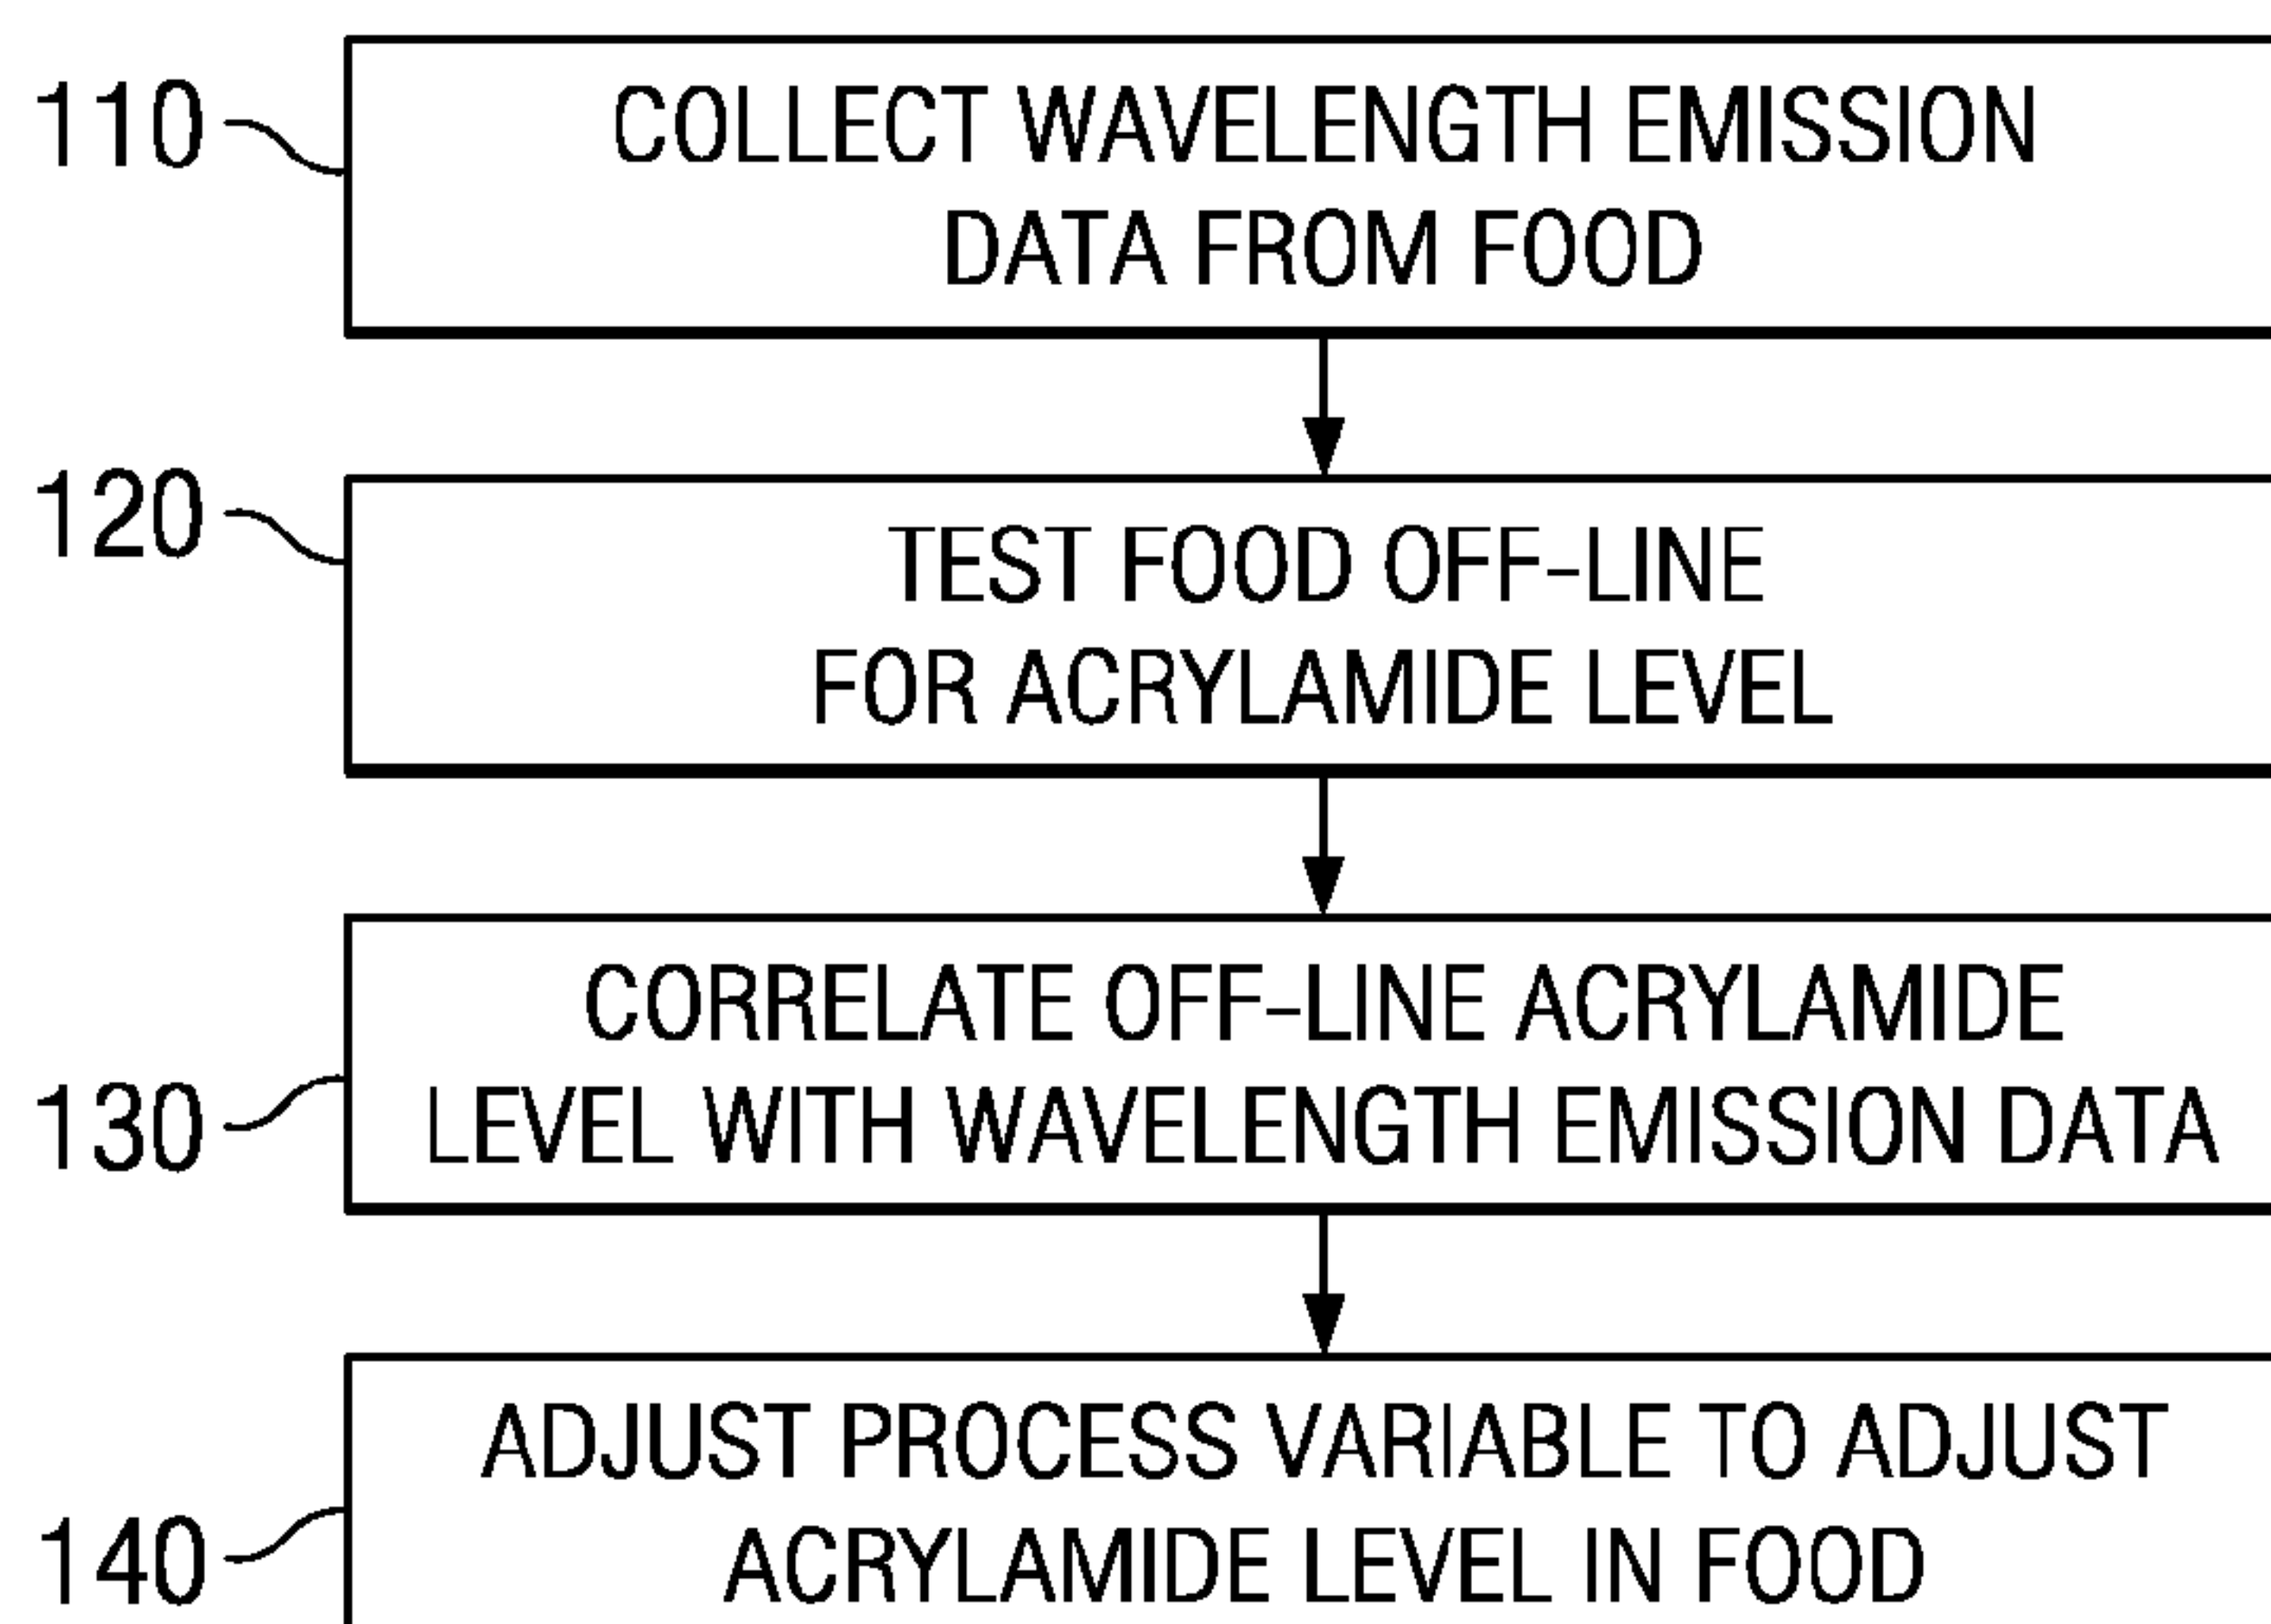 110
COLLECT WAVELENGTH EMISSION
DATA FROM FOOD
120
TEST FOOD OFF-LINE
FOR ACRYLAMIDE LEVEL
130
CORRELATE OFF-LINE ACRYLAMIDE
LEVEL WITH WAVELENGTH EMISSION DATA
140
ADJUST PROCESS VARIABLE TO ADJUST
ACRYLAMIDE LEVEL IN FOOD